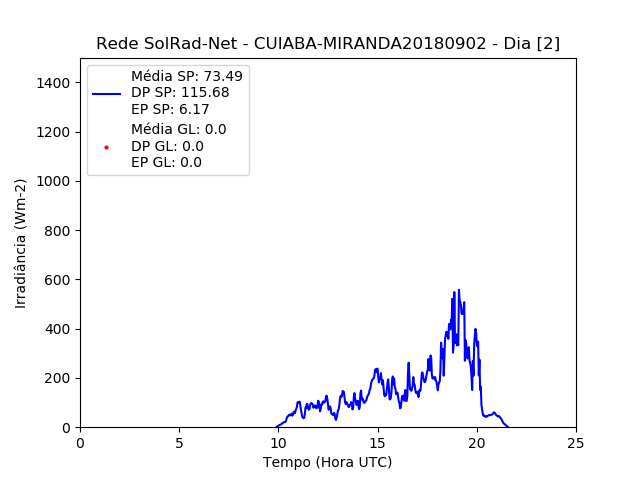 Rede SolRad-Net - CUIABA-MIRANDA20180902 - Dia [2]
Média SP: 73.49
DP SP: 115.68
EP SP: 6.17
Média GL: 0.0
DP GL: 0.0
EP GL: 0.0
1400
1200
1000
800
600
400
200
0
Irradiância (Wm-2)
0 5 10 15 20 25
Tempo (Hora UTC)